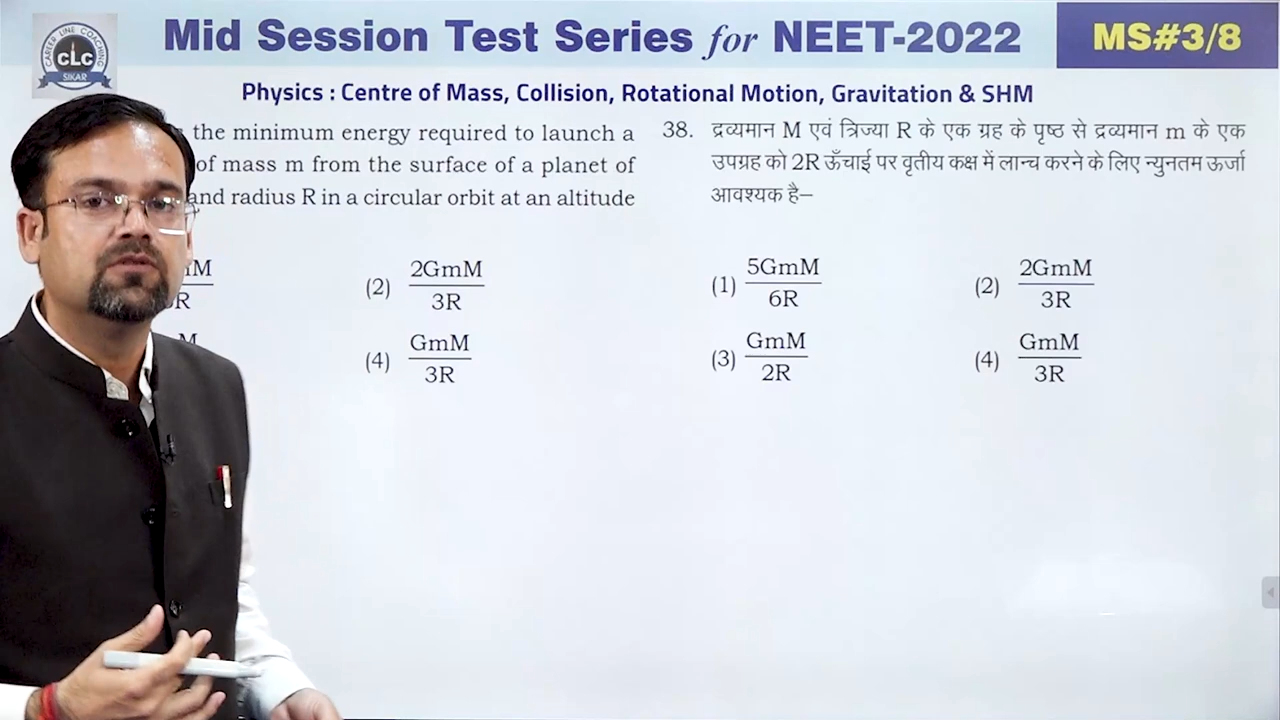 Mid Session Test Series for NEET-2022
MS#3/8
CAREER LINE COACHING
CLC
SIKAR
Physics : Centre of Mass, Collision, Rotational Motion, Gravitation & SHM
the minimum energy required to launch a
of mass m from the surface of a planet of
and radius R in a circular orbit at an altitude
M
R
(2) 2GmM
3R
M
(4) GmM
3R
38. द्रव्यमान M एवं त्रिज्या R के एक ग्रह के पृष्ठ से द्रव्यमान m के एक
उपग्रह को 2R ऊँचाई पर वृतीय कक्ष में लान्च करने के लिए न्युनतम ऊर्जा
आवश्यक है–
(1) 5GmM
6R
(2) 2GmM
3R
(3) GmM
2R
(4) GmM
3R